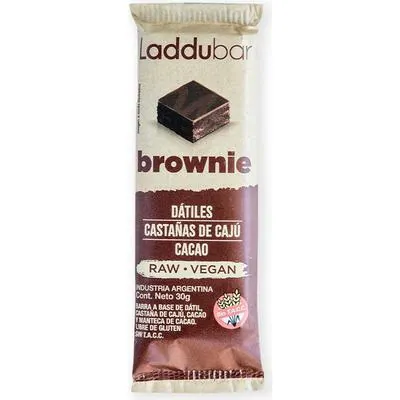 Laddubar
brownie
DÁTILES
CASTAÑAS DE CAJÚ
CACAO
RAW • VEGAN
INDUSTRIA ARGENTINA
Cont. Neto 30g
BARRA A BASE DE DÁTIL,
CASTAÑA DE CAJÚ, CACAO
Y MANTECA DE CACAO.
LIBRE DE GLUTEN
SIN T.A.C.C.